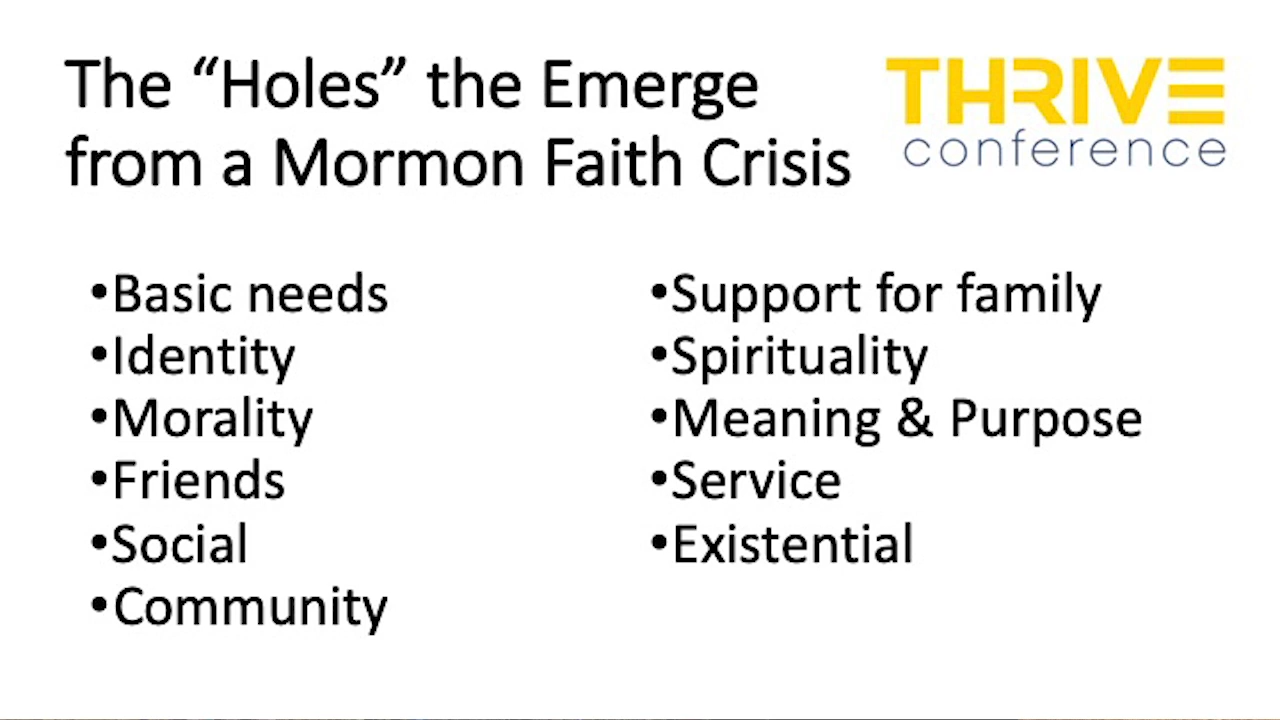 The “Holes” the Emerge
from a Mormon Faith Crisis
THRIVE
conference
•Basic needs
•Identity
•Morality
•Friends
•Social
•Community
•Support for family
•Spirituality
•Meaning & Purpose
•Service
•Existential